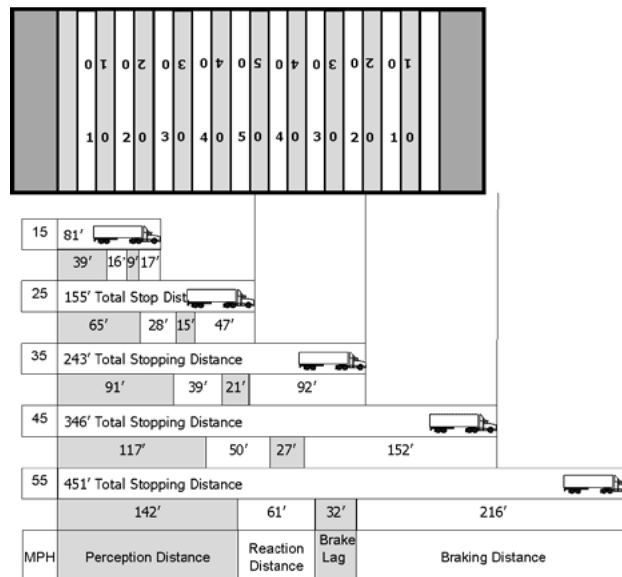 0 1 0 2 0 3 0 4 0 5 0 4 0 3 0 2 0 1
1 0 2 0 3 0 4 0 5 0 4 0 3 0 2 0 1 0
15 81'
39' 16' 9' 17'
25 155' Total Stop Dist
65' 28' 15' 47'
35 243' Total Stopping Distance
91' 39' 21' 92'
45 346' Total Stopping Distance
117' 50' 27' 152'
55 451' Total Stopping Distance
142' 61' 32' 216'
MPH Perception Distance Reaction Distance Brake Lag Braking Distance